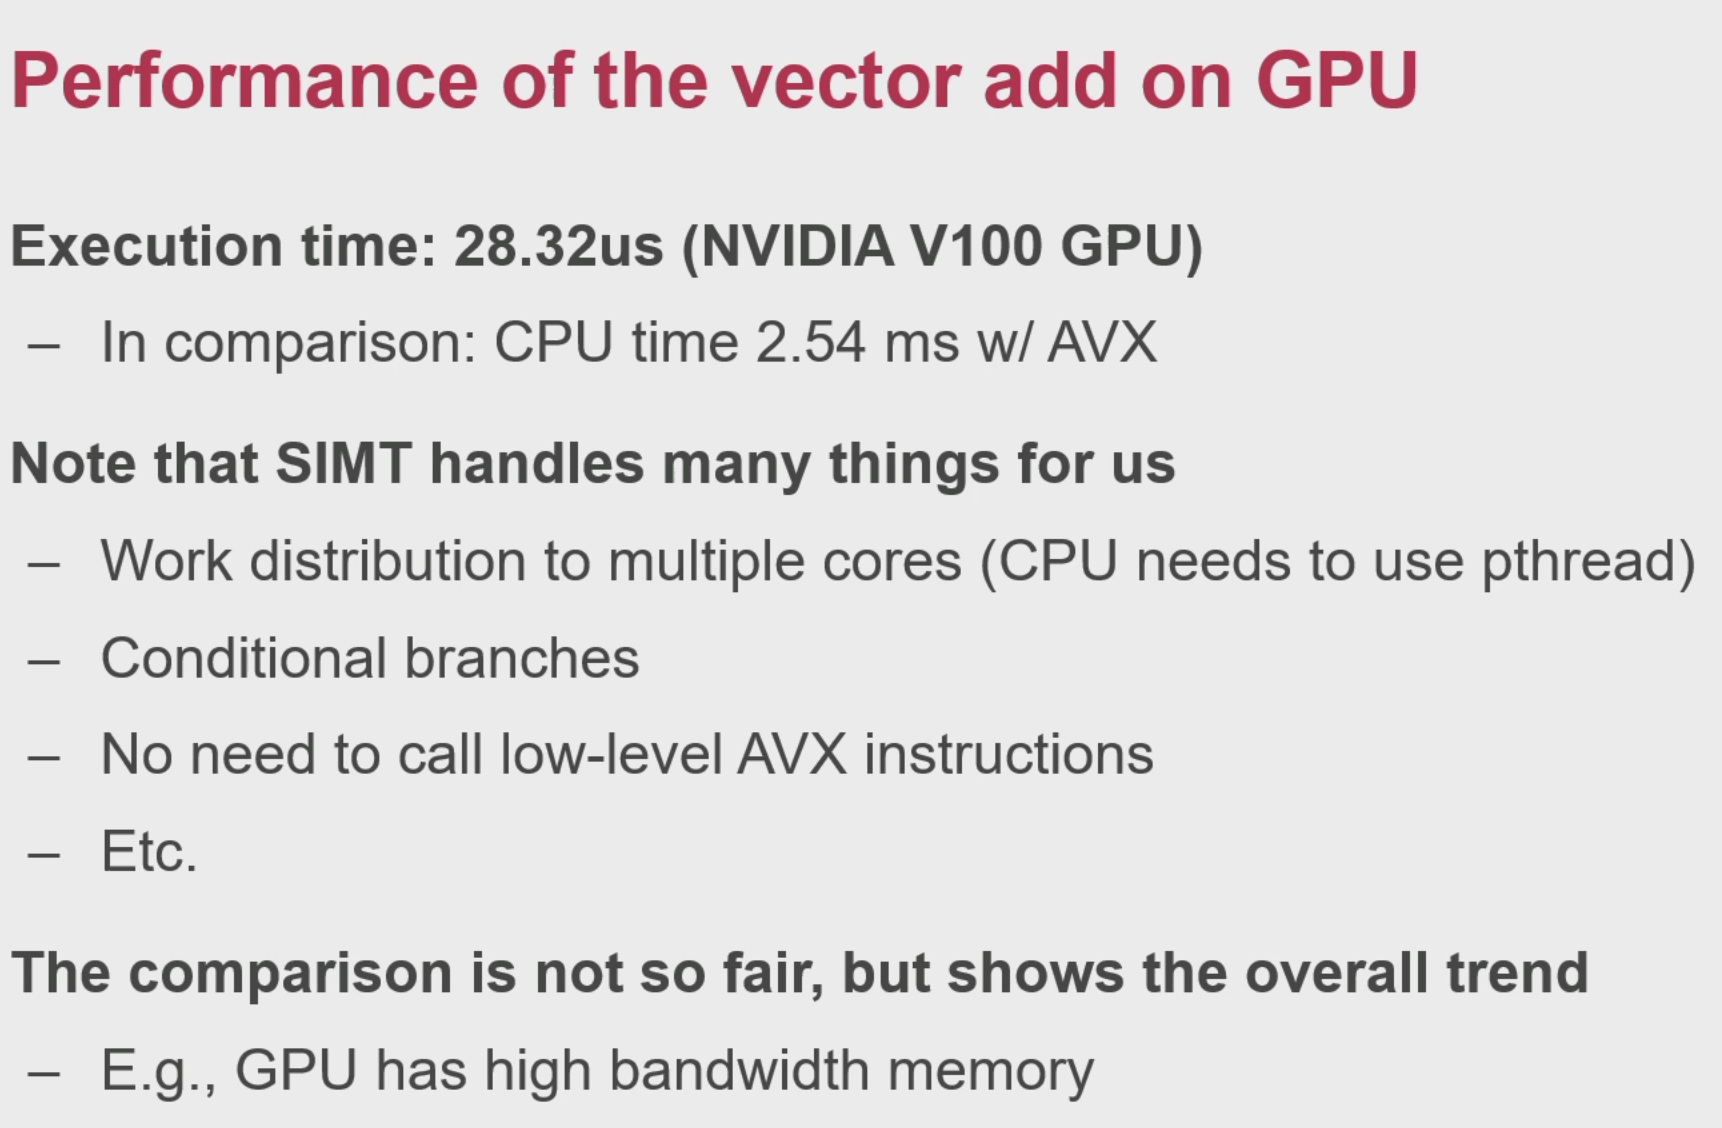 Performance of the vector add on GPU
Execution time: 28.32us (NVIDIA V100 GPU)
– In comparison: CPU time 2.54 ms w/ AVX
Note that SIMT handles many things for us
– Work distribution to multiple cores (CPU needs to use pthread)
– Conditional branches
– No need to call low-level AVX instructions
– Etc.
The comparison is not so fair, but shows the overall trend
– E.g., GPU has high bandwidth memory